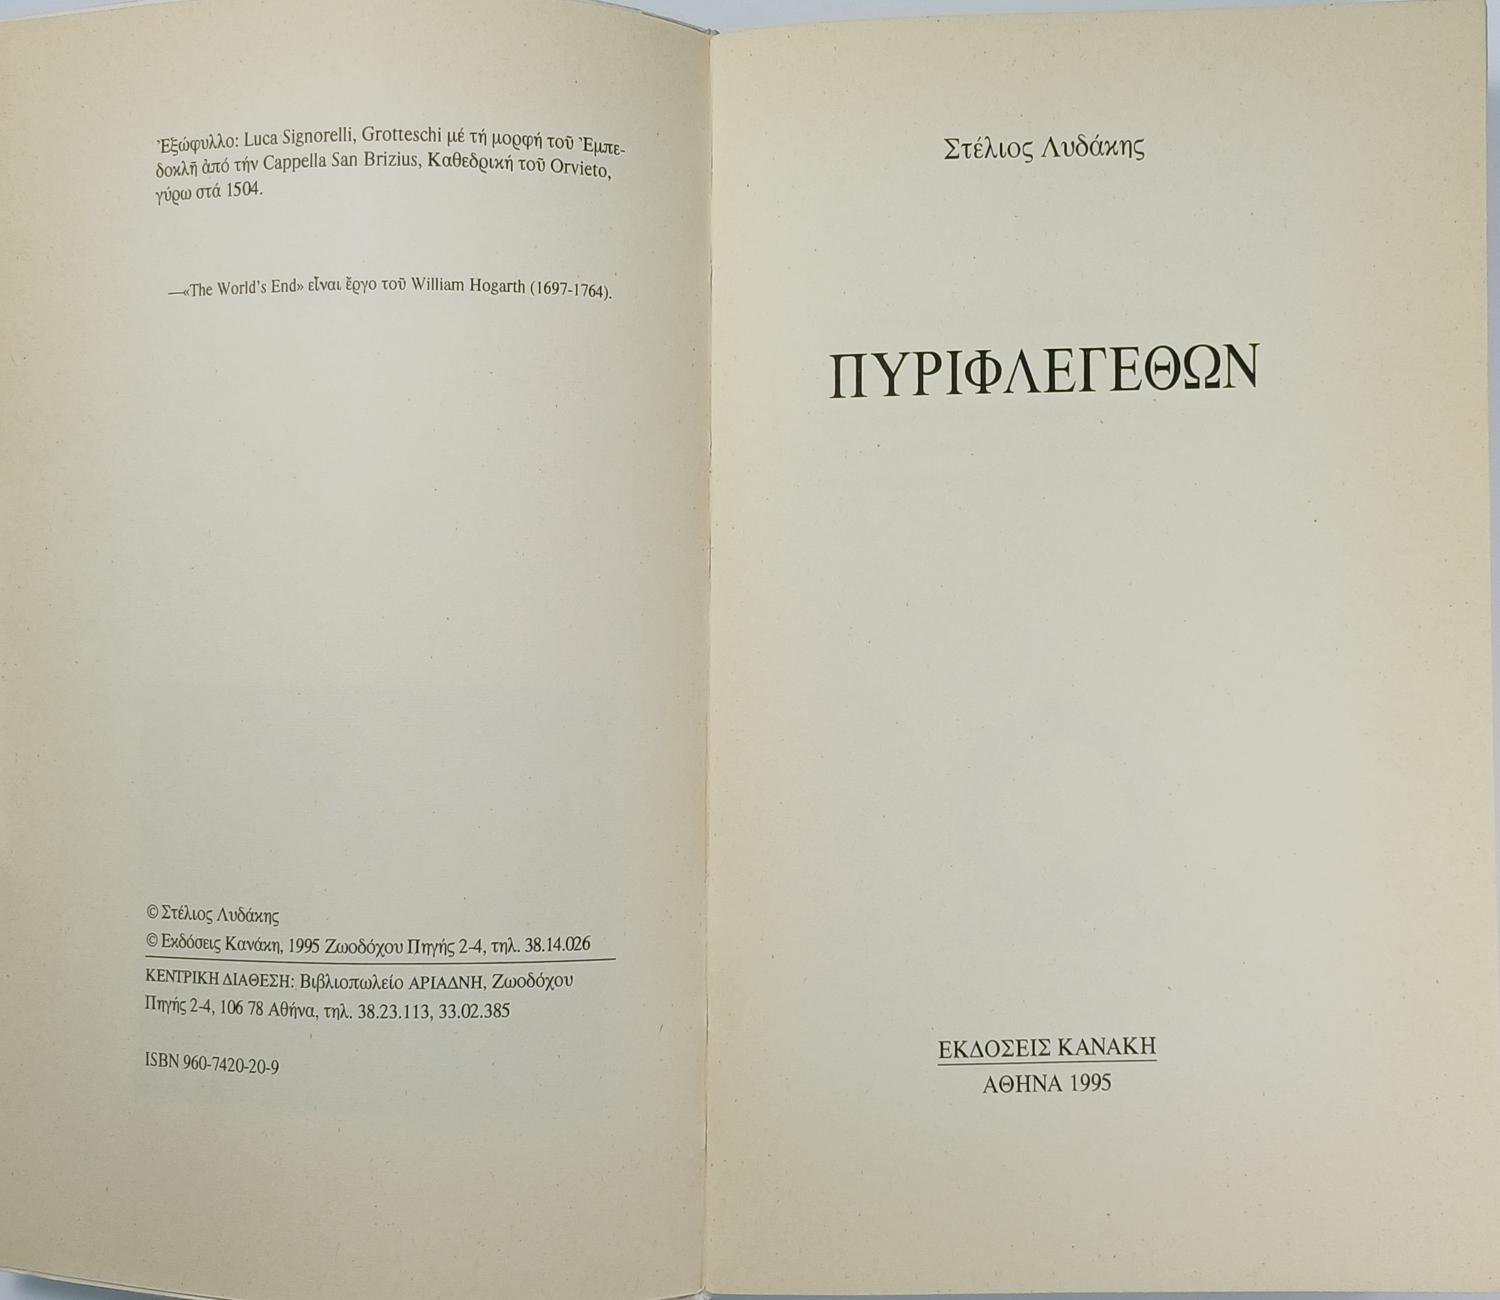 Ἐξώφυλλο: Luca Signorelli, Grotteschi μέ τή μορφή τοῦ Ἐμπε-
δοκλῆ ἀπό τήν Cappella San Brizius, Καθεδρική τοῦ Orvieto,
γύρω στά 1504.
—«The World's End» εἶναι ἔργο τοῦ William Hogarth (1697-1764).
© Στέλιος Λυδάκης
© Εκδόσεις Κανάκη, 1995 Ζωοδόχου Πηγής 2-4, τηλ. 38.14.026
ΚΕΝΤΡΙΚΗ ΔΙΑΘΕΣΗ: Βιβλιοπωλείο ΑΡΙΑΔΝΗ, Ζωοδόχου
Πηγής 2-4, 106 78 Αθήνα, τηλ. 38.23.113, 33.02.385
ISBN 960-7420-20-9
Στέλιος Λυδάκης
ΠΥΡΙΦΛΕΓΕΘΩΝ
ΕΚΔΟΣΕΙΣ ΚΑΝΑΚΗ
ΑΘΗΝΑ 1995